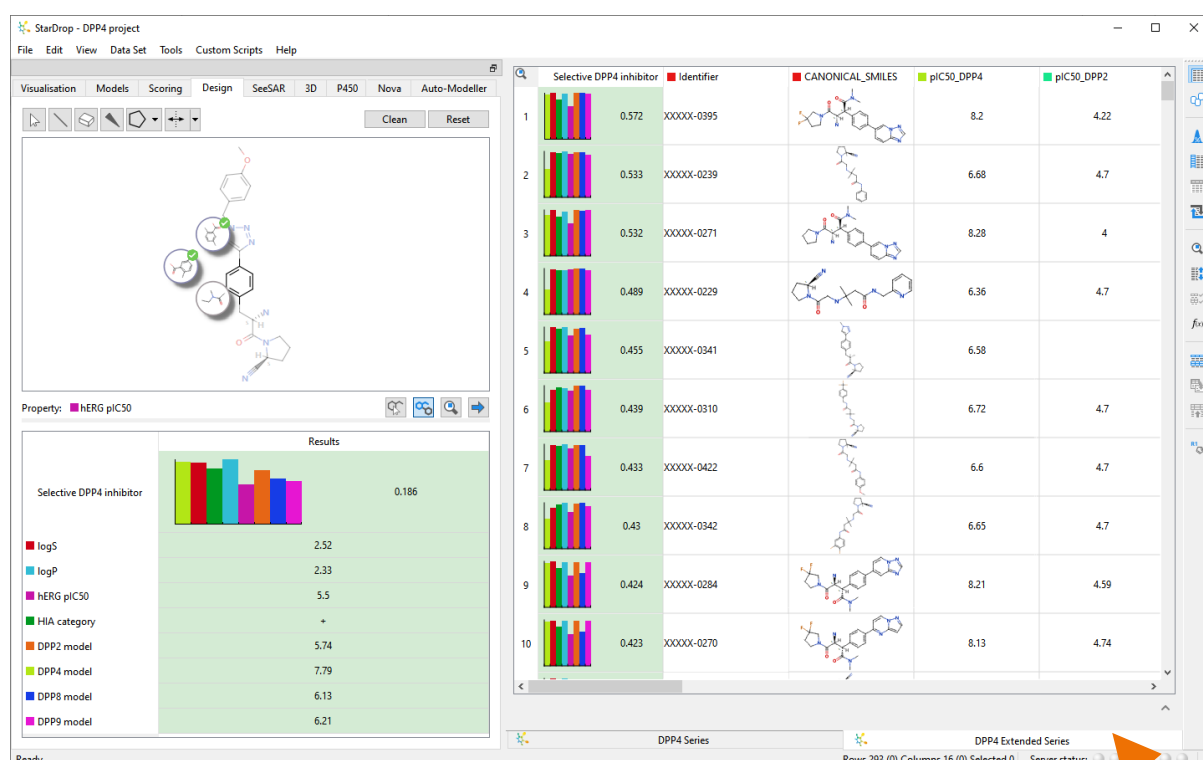 StarDrop - DPP4 project
File Edit View Data Set Tools Custom Scripts Help
Visualisation Models Scoring Design SeeSAR 3D P450 Nova Auto-Modeller
Clean Reset
Property: hERG pIC50
Results
Selective DPP4 inhibitor 0.186
logS 2.52
logP 2.33
hERG pIC50 5.5
HIA category +
DPP2 model 5.74
DPP4 model 7.79
DPP8 model 6.13
DPP9 model 6.21
Selective DPP4 inhibitor Identifier CANONICAL_SMILES pIC50_DPP4 pIC50_DPP2
1 0.572 XXXXX-0395 8.2 4.22
2 0.533 XXXXX-0239 6.68 4.7
3 0.532 XXXXX-0271 8.28 4
4 0.489 XXXXX-0229 6.36 4.7
5 0.455 XXXXX-0341 6.58
6 0.439 XXXXX-0310 6.72 4.7
7 0.433 XXXXX-0422 6.6 4.7
8 0.43 XXXXX-0342 6.65 4.7
9 0.424 XXXXX-0284 8.21 4.59
10 0.423 XXXXX-0270 8.13 4.74
DPP4 Series DPP4 Extended Series
Ready Rows 293 (0) Columns 16 (0) Selected 0 Server status: